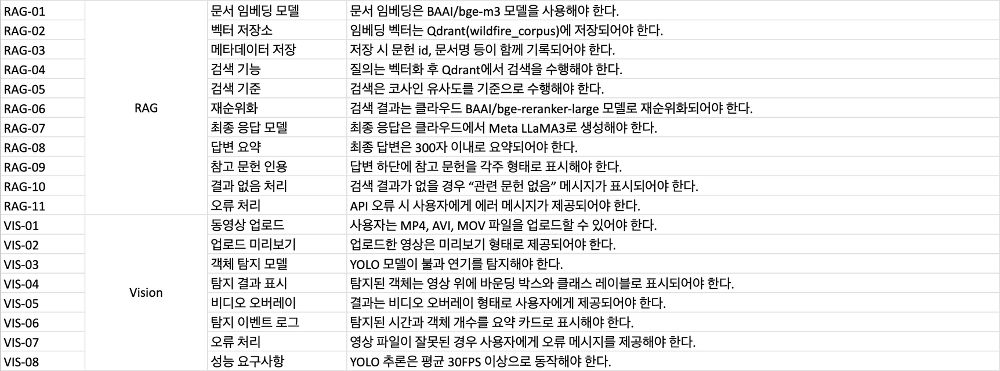 RAG-01 문서 임베딩 모델 문서 임베딩은 BAAI/bge-m3 모델을 사용해야 한다.
RAG-02 벡터 저장소 임베딩 벡터는 Qdrant(wildfire_corpus)에 저장되어야 한다.
RAG-03 메타데이터 저장 저장 시 문헌 id, 문서명 등이 함께 기록되어야 한다.
RAG-04 검색 기능 질의는 벡터화 후 Qdrant에서 검색을 수행해야 한다.
RAG-05 검색 기준 검색은 코사인 유사도를 기준으로 수행해야 한다.
RAG-06 RAG 재순위화 검색 결과는 클라우드 BAAI/bge-reranker-large 모델로 재순위화되어야 한다.
RAG-07 최종 응답 모델 최종 응답은 클라우드에서 Meta LLaMA3로 생성해야 한다.
RAG-08 답변 요약 최종 답변은 300자 이내로 요약되어야 한다.
RAG-09 참고 문헌 인용 답변 하단에 참고 문헌을 각주 형태로 표시해야 한다.
RAG-10 결과 없음 처리 검색 결과가 없을 경우 “관련 문헌 없음” 메시지가 표시되어야 한다.
RAG-11 오류 처리 API 오류 시 사용자에게 에러 메시지가 제공되어야 한다.
VIS-01 동영상 업로드 사용자는 MP4, AVI, MOV 파일을 업로드할 수 있어야 한다.
VIS-02 업로드 미리보기 업로드한 영상은 미리보기 형태로 제공되어야 한다.
VIS-03 객체 탐지 모델 YOLO 모델이 불과 연기를 탐지해야 한다.
VIS-04 Vision 탐지 결과 표시 탐지된 객체는 영상 위에 바운딩 박스와 클래스 레이블로 표시되어야 한다.
VIS-05 비디오 오버레이 결과는 비디오 오버레이 형태로 사용자에게 제공되어야 한다.
VIS-06 탐지 이벤트 로그 탐지된 시간과 객체 개수를 요약 카드로 표시해야 한다.
VIS-07 오류 처리 영상 파일이 잘못된 경우 사용자에게 오류 메시지를 제공해야 한다.
VIS-08 성능 요구사항 YOLO 추론은 평균 30FPS 이상으로 동작해야 한다.